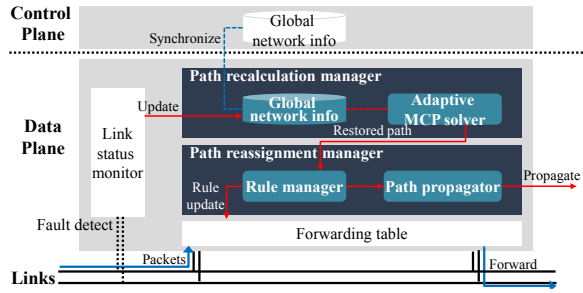 Control
Plane
Global
network info
Synchronize
Path recalculation manager
Update
Global
network info
Adaptive
MCP solver
Data
Plane
Link
status
monitor
Restored path
Path reassignment manager
Rule
update
Rule manager
Path propagator
Propagate
Fault detect
Forwarding table
Packets
Forward
Links